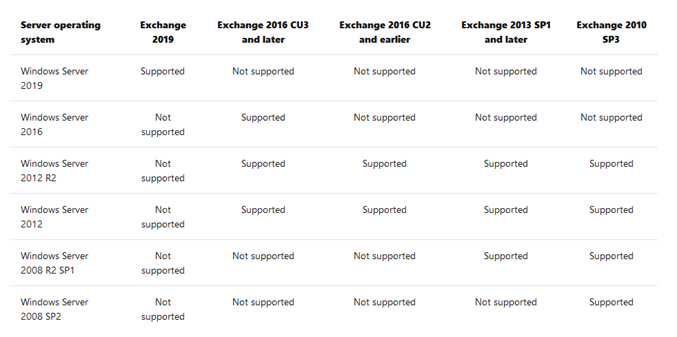 Server operating system Exchange 2019 Exchange 2016 CU3 and later Exchange 2016 CU2 and earlier Exchange 2013 SP1 and later Exchange 2010 SP3
Windows Server 2019 Supported Not supported Not supported Not supported Not supported
Windows Server 2016 Not supported Supported Not supported Not supported Not supported
Windows Server 2012 R2 Not supported Supported Supported Supported Supported
Windows Server 2012 Not supported Supported Supported Supported Supported
Windows Server 2008 R2 SP1 Not supported Not supported Not supported Supported Supported
Windows Server 2008 SP2 Not supported Not supported Not supported Not supported Supported